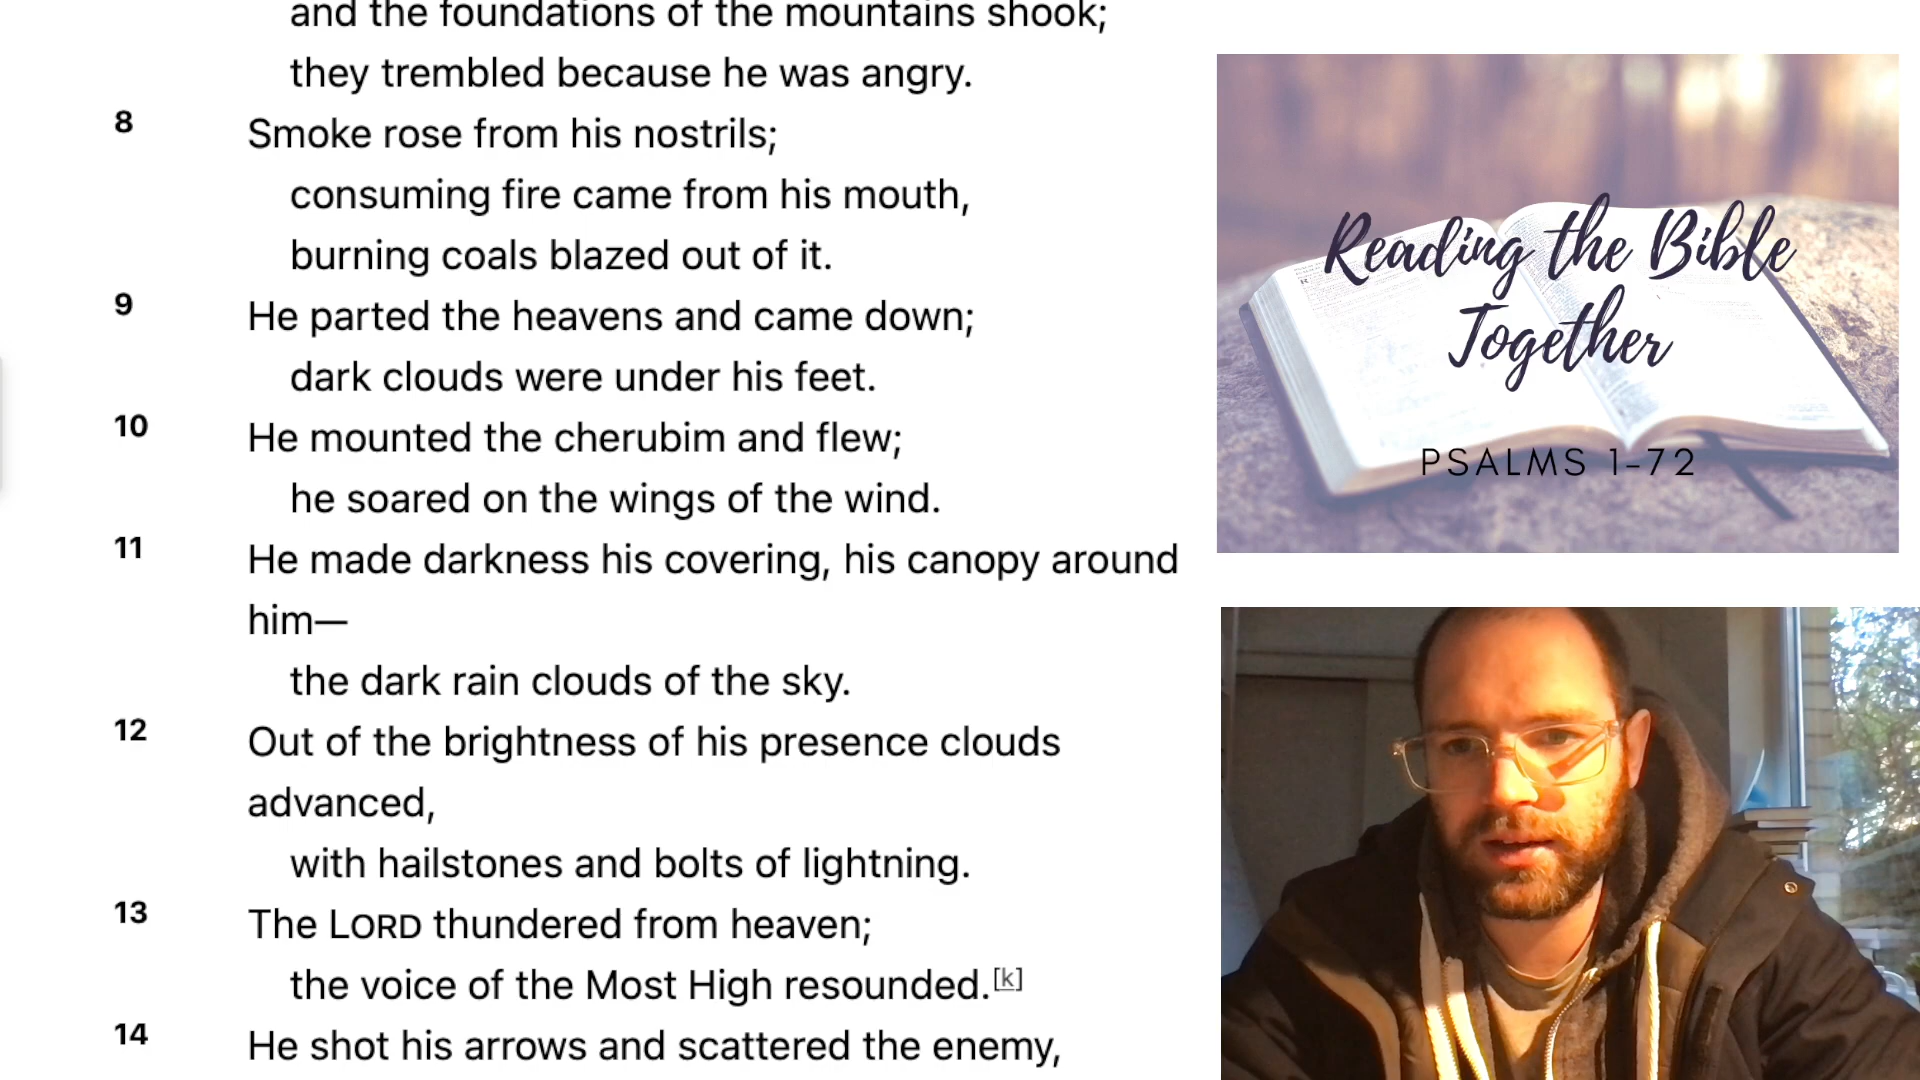 and the foundations of the mountains shook;
they trembled because he was angry.
8 Smoke rose from his nostrils;
consuming fire came from his mouth,
burning coals blazed out of it.
9 He parted the heavens and came down;
dark clouds were under his feet.
10 He mounted the cherubim and flew;
he soared on the wings of the wind.
11 He made darkness his covering, his canopy around
him—
the dark rain clouds of the sky.
12 Out of the brightness of his presence clouds
advanced,
with hailstones and bolts of lightning.
13 The LORD thundered from heaven;
the voice of the Most High resounded.[k]
14 He shot his arrows and scattered the enemy,
Reading the Bible
Together
PSALMS 1-72